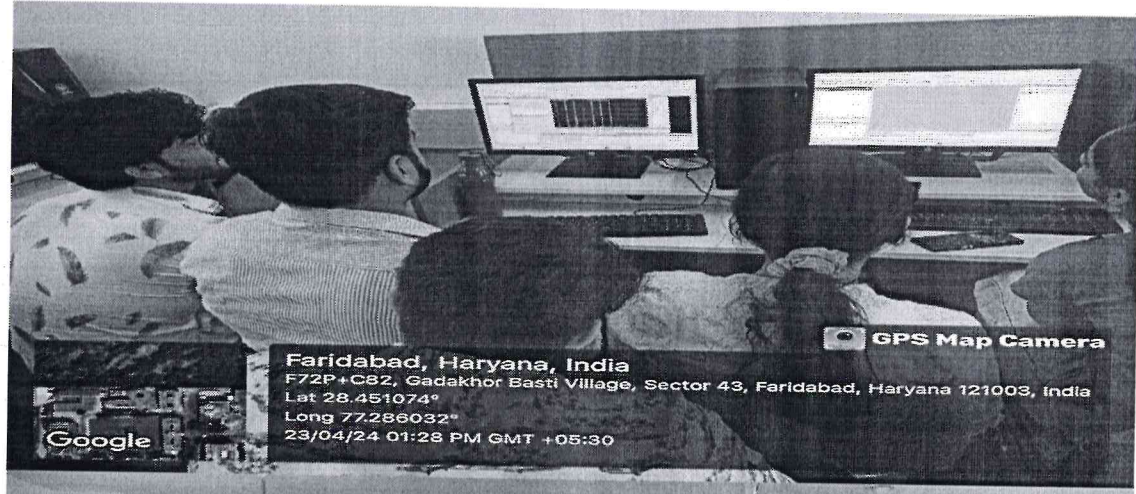 GPS Map Camera
Faridabad, Haryana, India
F72P+C82, Gadakhor Basti Village, Sector 43, Faridabad, Haryana 121003, India
Lat 28.451074°
Long 77.286032°
23/04/24 01:28 PM GMT +05:30
Google